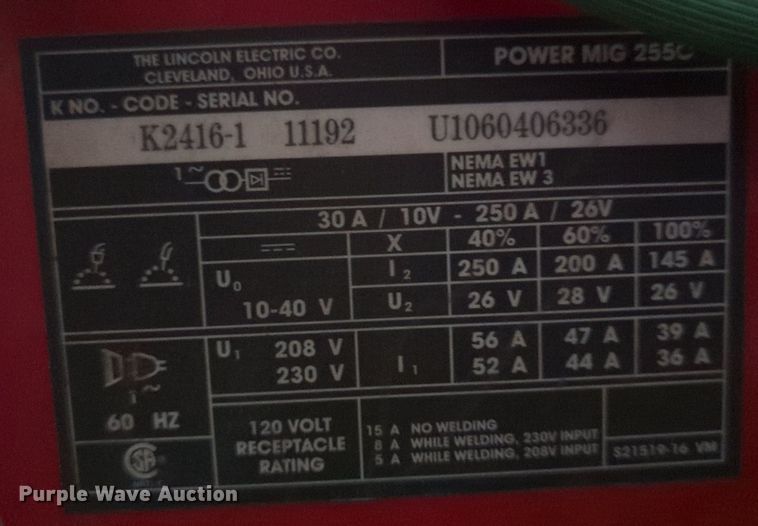 THE LINCOLN ELECTRIC CO.
CLEVELAND, OHIO U.S.A.
POWER MIG 255C
K NO. - CODE - SERIAL NO.
K2416-1 11192 U1060406336
1~
NEMA EW1
NEMA EW 3
30 A / 10V - 250 A / 26V
X 40% 60% 100%
U0 10-40 V
I2 250 A 200 A 145 A
U2 26 V 28 V 26 V
U1 208 V
230 V
I1 56 A 47 A 39 A
52 A 44 A 36 A
1~
60 HZ
120 VOLT
RECEPTACLE
RATING
15 A NO WELDING
8 A WHILE WELDING, 230V INPUT
5 A WHILE WELDING, 208V INPUT
S21519-16 VM
Purple Wave Auction